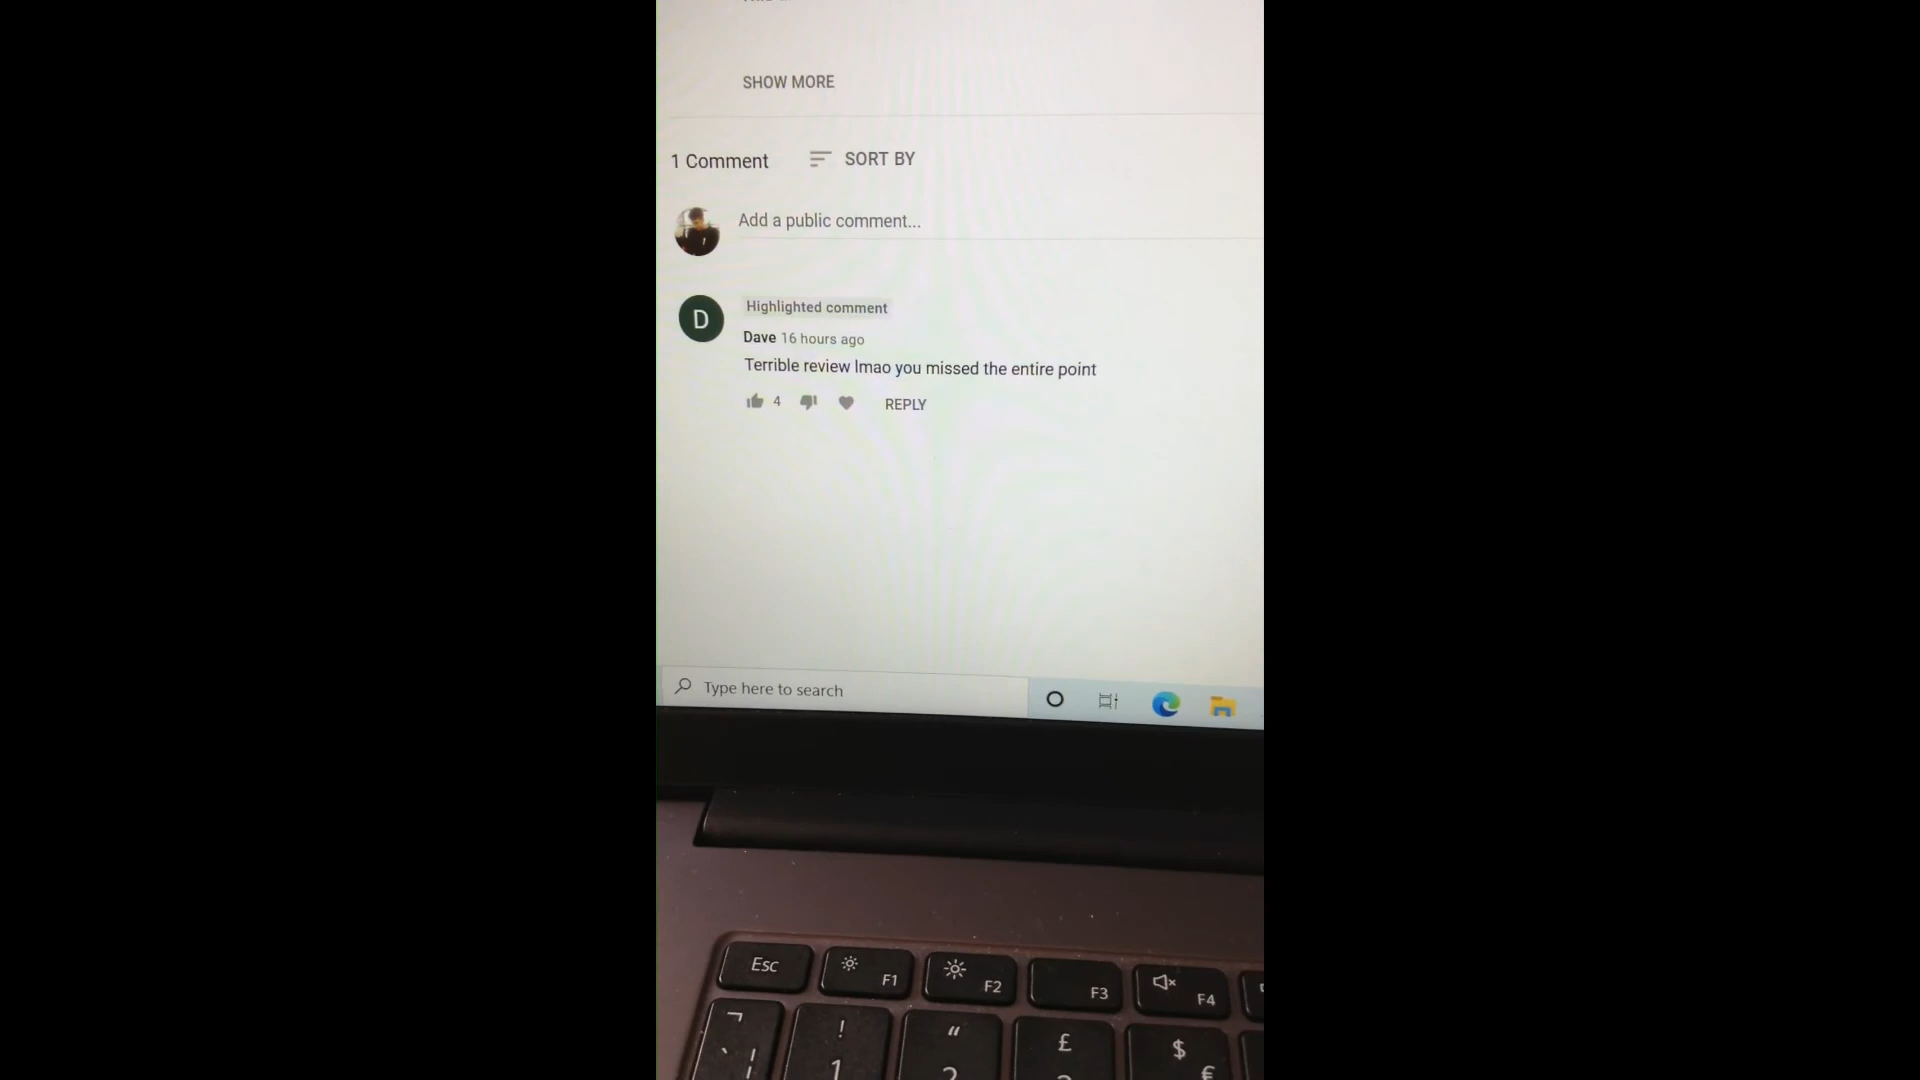 SHOW MORE
1 Comment
SORT BY
Add a public comment...
D
Highlighted comment
Dave 16 hours ago
Terrible review lmao you missed the entire point
4
REPLY
Type here to search
Esc
F1
F2
F3
F4
¬
! 
"
£
$
` ¦
1
2
€